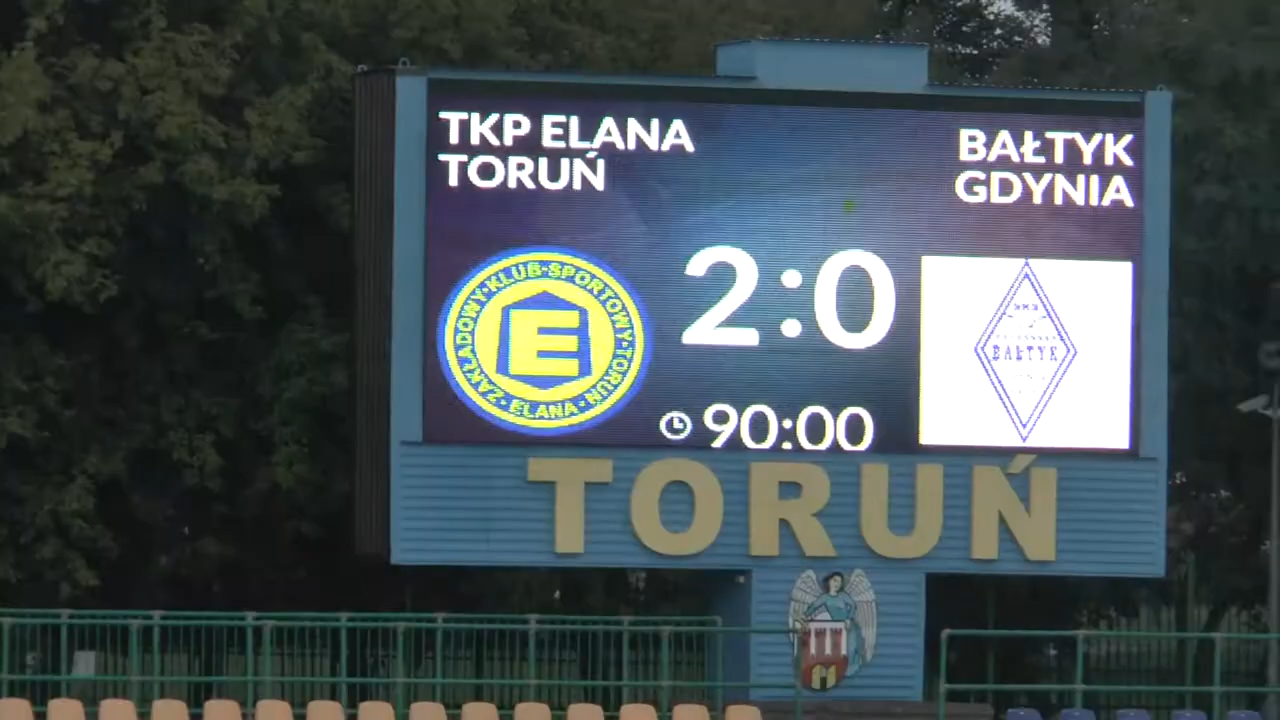 TKP ELANA
TORUŃ
BAŁTYK
GDYNIA
2:0
ZAKŁADOWY·KLUB·SPORTOWY·TORUŃ
· ELANA ·
E
BAŁTYK
90:00
TORUŃ